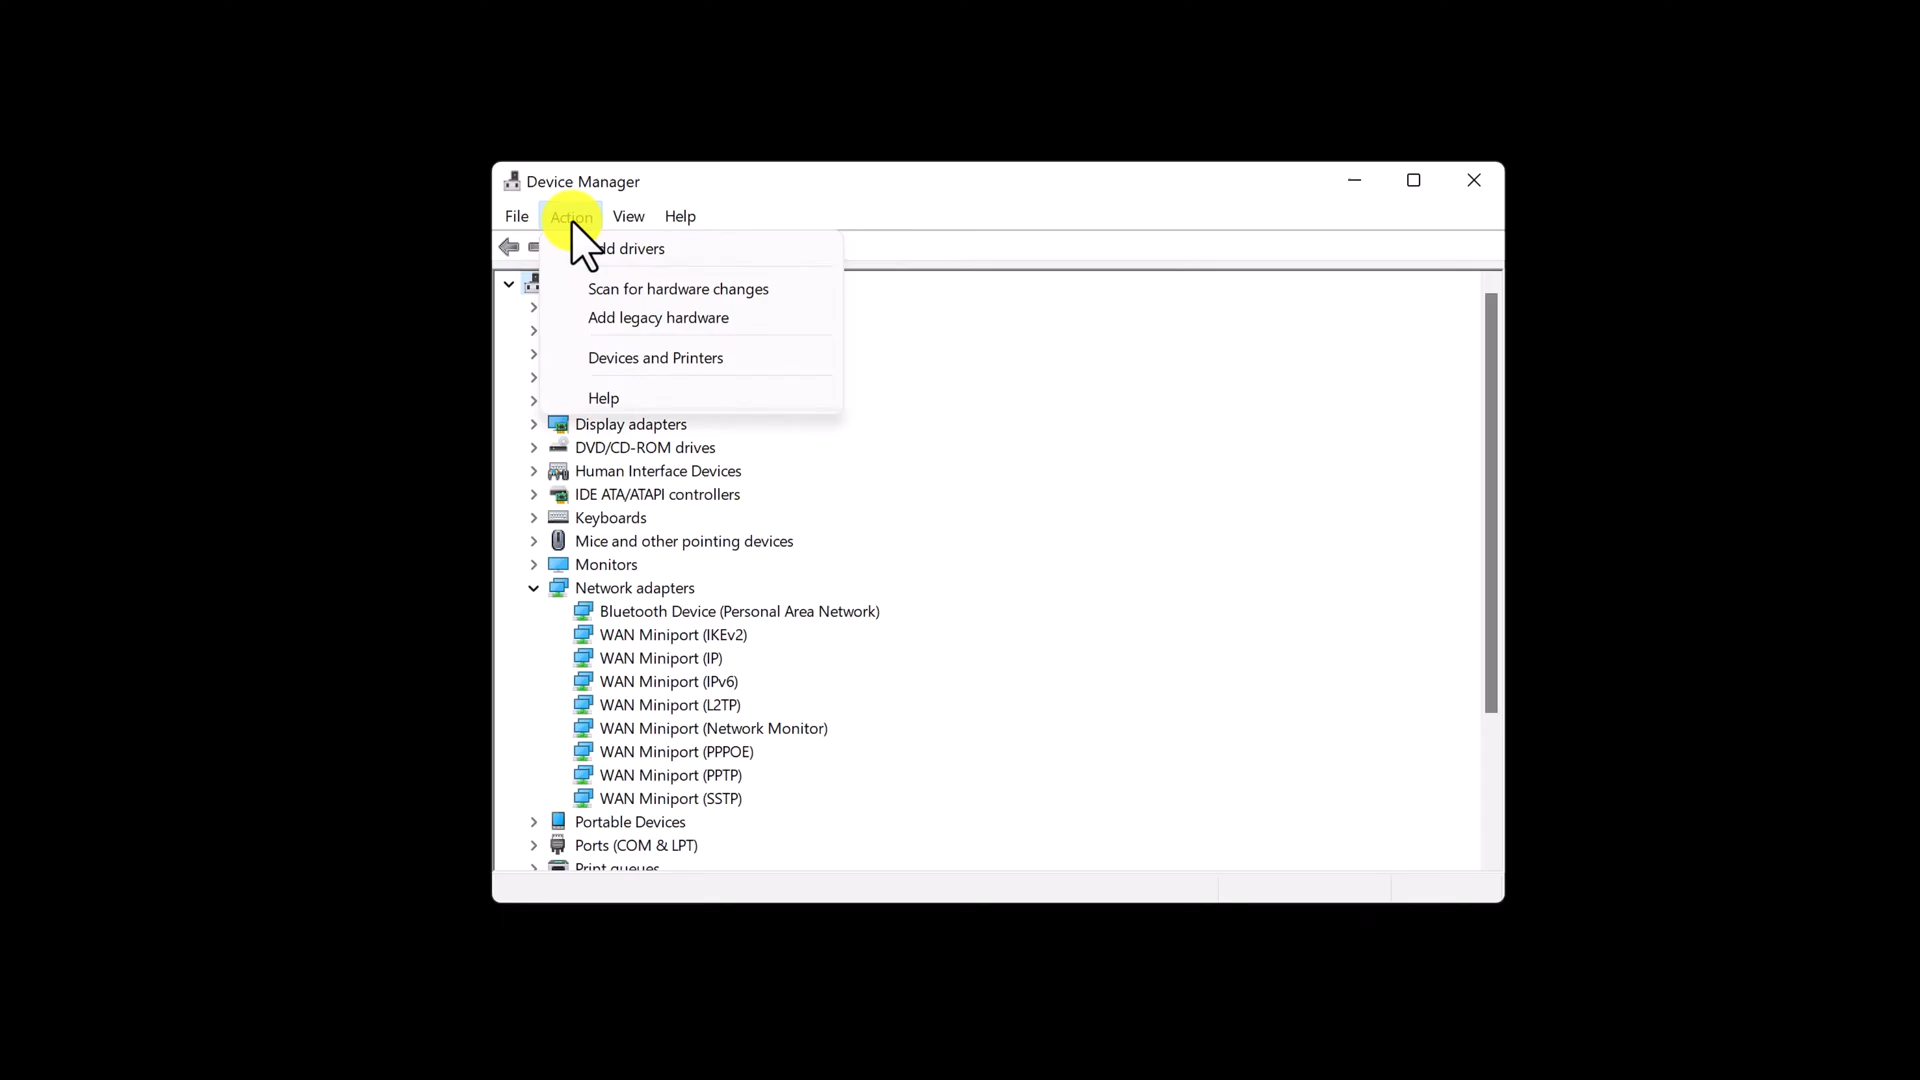 Device Manager
File Action View Help
drivers
Scan for hardware changes
Add legacy hardware
Devices and Printers
Help
Display adapters
DVD/CD-ROM drives
Human Interface Devices
IDE ATA/ATAPI controllers
Keyboards
Mice and other pointing devices
Monitors
Network adapters
Bluetooth Device (Personal Area Network)
WAN Miniport (IKEv2)
WAN Miniport (IP)
WAN Miniport (IPv6)
WAN Miniport (L2TP)
WAN Miniport (Network Monitor)
WAN Miniport (PPPOE)
WAN Miniport (PPTP)
WAN Miniport (SSTP)
Portable Devices
Ports (COM & LPT)
Print queues